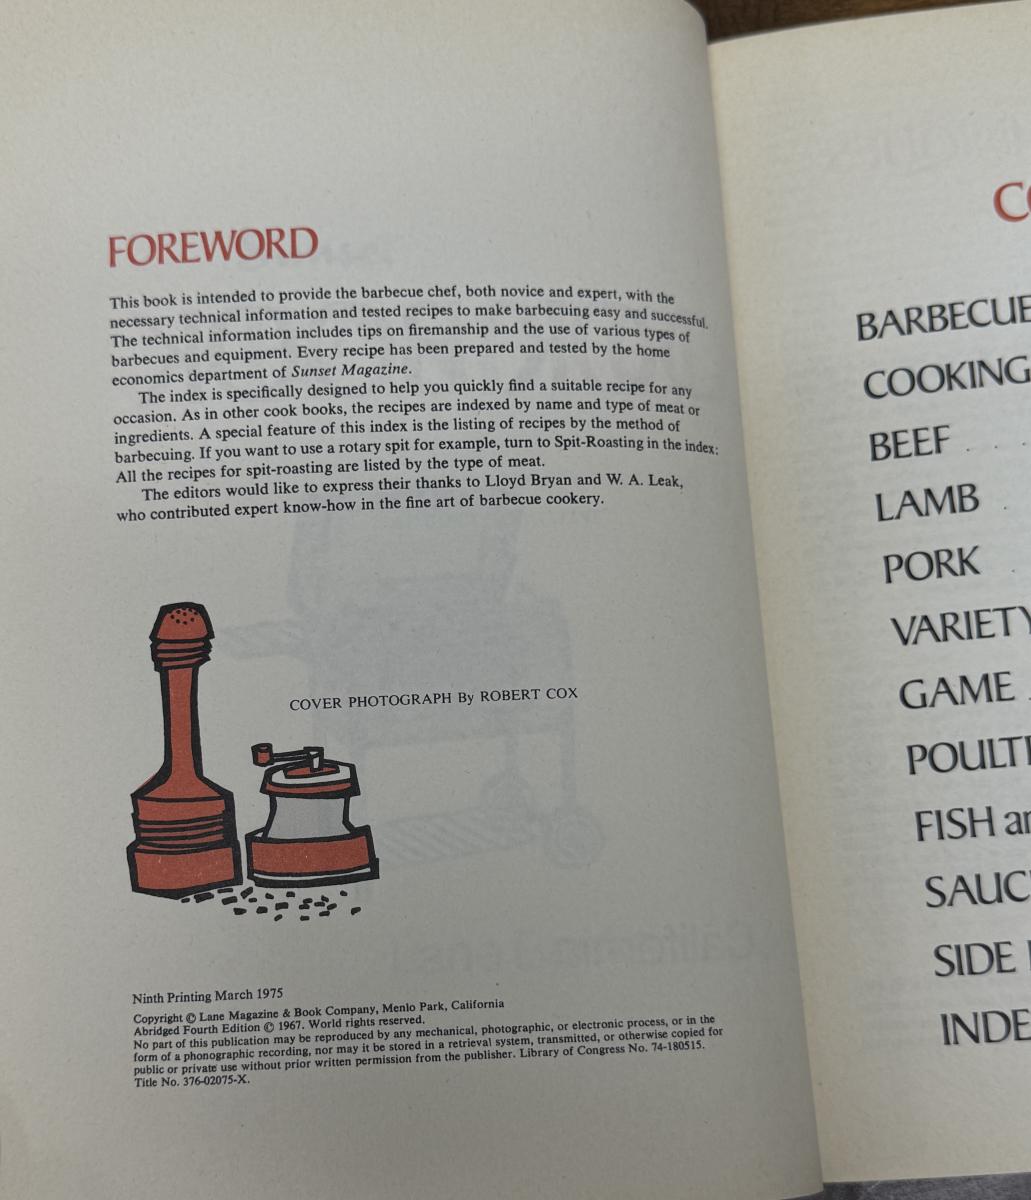 FOREWORD
This book is intended to provide the barbecue chef, both novice and expert, with the
necessary technical information and tested recipes to make barbecuing easy and successful.
The technical information includes tips on firemanship and the use of various types of
barbecues and equipment. Every recipe has been prepared and tested by the home
economics department of Sunset Magazine.
The index is specifically designed to help you quickly find a suitable recipe for any
occasion. As in other cook books, the recipes are indexed by name and type of meat or
ingredients. A special feature of this index is the listing of recipes by the method of
barbecuing. If you want to use a rotary spit for example, turn to Spit-Roasting in the index:
All the recipes for spit-roasting are listed by the type of meat.
The editors would like to express their thanks to Lloyd Bryan and W. A. Leak,
who contributed expert know-how in the fine art of barbecue cookery.
COVER PHOTOGRAPH By ROBERT COX
Ninth Printing March 1975
Copyright © Lane Magazine & Book Company, Menlo Park, California
Abridged Fourth Edition © 1967. World rights reserved.
No part of this publication may be reproduced by any mechanical, photographic, or electronic process, or in the
form of a phonographic recording, nor may it be stored in a retrieval system, transmitted, or otherwise copied for
public or private use without prior written permission from the publisher. Library of Congress No. 74-180515.
Title No. 376-02075-X.
CO
BARBECUE
COOKING
BEEF . .
LAMB .
PORK .
VARIETY
GAME .
POULT
FISH an
SAUC
SIDE
INDE